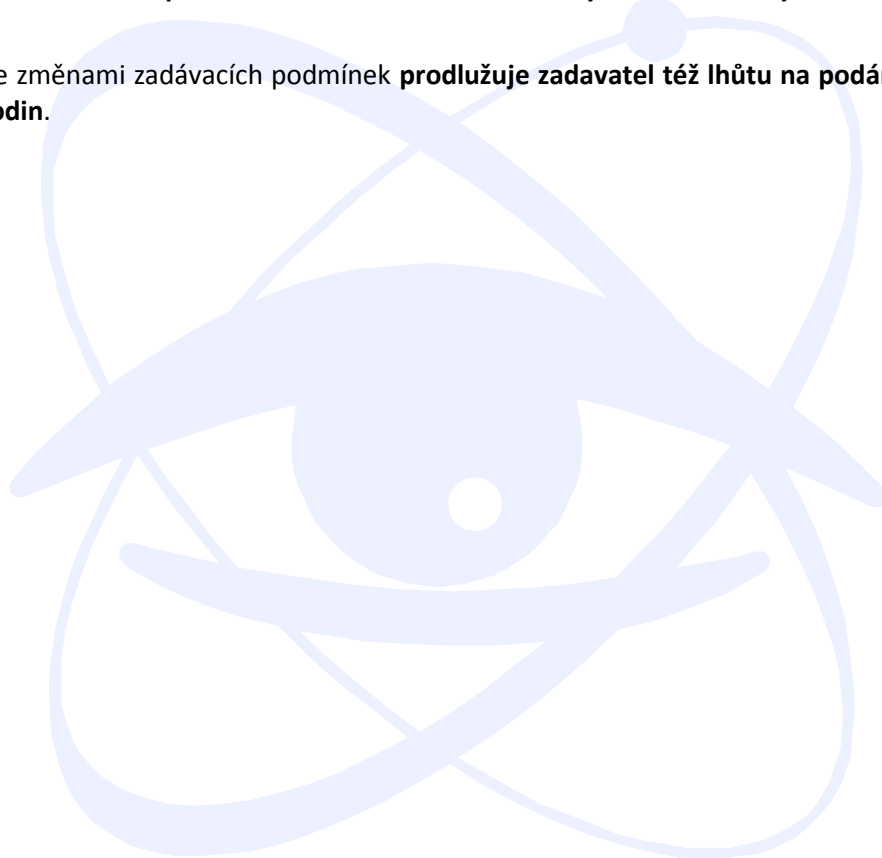 e změnami zadávacích podmínek prodlužuje zadavatel též lhůtu na podá
odin.